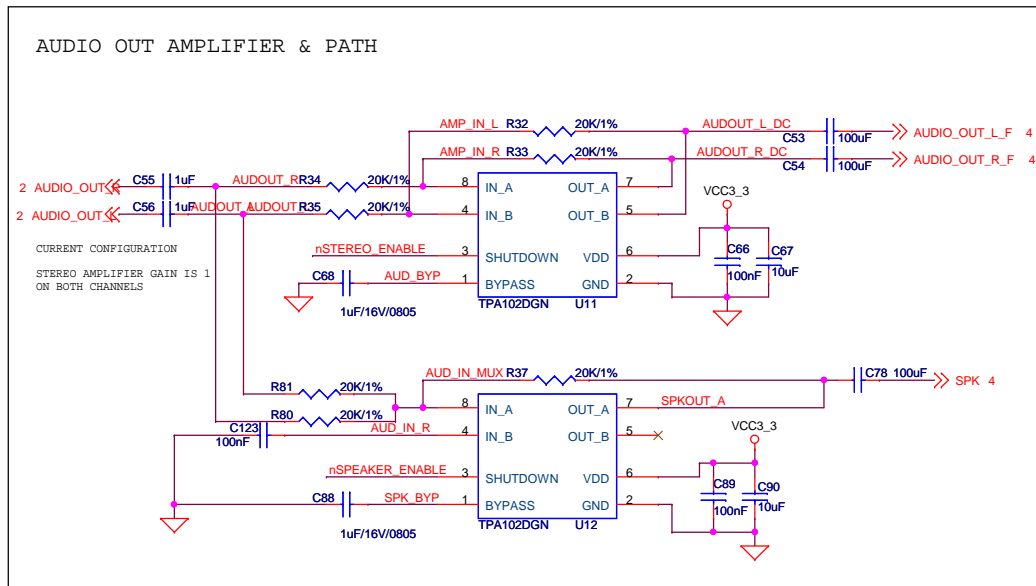 AUDIO OUT AMPLIFIER & PATH
AMP_IN_L R32 20K/1% AUDOUT_L_DC
C53 100uF AUDIO_OUT_L_F 4
AMP_IN_R R33 20K/1% AUDOUT_R_DC
C54 100uF AUDIO_OUT_R_F 4
2 AUDIO_OUT C55 1uF AUDOUT_R R34 20K/1% 8 IN_A OUT_A 7
2 AUDIO_OUT C56 1uF AUDOUT_L AUDOUT R35 20K/1% 4 IN_B OUT_B 5
VCC3_3
CURRENT CONFIGURATION
STEREO AMPLIFIER GAIN IS 1
ON BOTH CHANNELS
nSTEREO_ENABLE 3 SHUTDOWN VDD 6
C66 100nF
C67 10uF
C68 AUD_BYP 1 BYPASS GND 2
1uF/16V/0805
TPA102DGN U11
AUD_IN_MUX R37 20K/1%
C78 100uF SPK 4
R81 20K/1% 8 IN_A OUT_A 7 SPKOUT_A
R80 20K/1%
C123 100nF AUD_IN_R 4 IN_B OUT_B 5
VCC3_3
nSPEAKER_ENABLE 3 SHUTDOWN VDD 6
C89 100nF
C90 10uF
C88 SPK_BYP 1 BYPASS GND 2
1uF/16V/0805
TPA102DGN U12